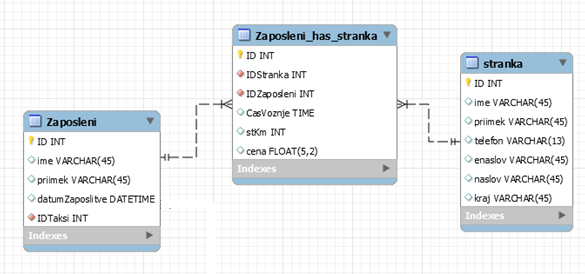 Zaposleni
ID INT
ime VARCHAR(45)
priimek VARCHAR(45)
datumZaposlitve DATETIME
IDTaksi INT
Indexes
Zaposleni_has_stranka
ID INT
IDStranka INT
IDZaposleni INT
CasVoznje TIME
stKm INT
cena FLOAT(5,2)
Indexes
stranka
ID INT
ime VARCHAR(45)
priimek VARCHAR(45)
telefon VARCHAR(13)
enaslov VARCHAR(45)
naslov VARCHAR(45)
kraj VARCHAR(45)
Indexes